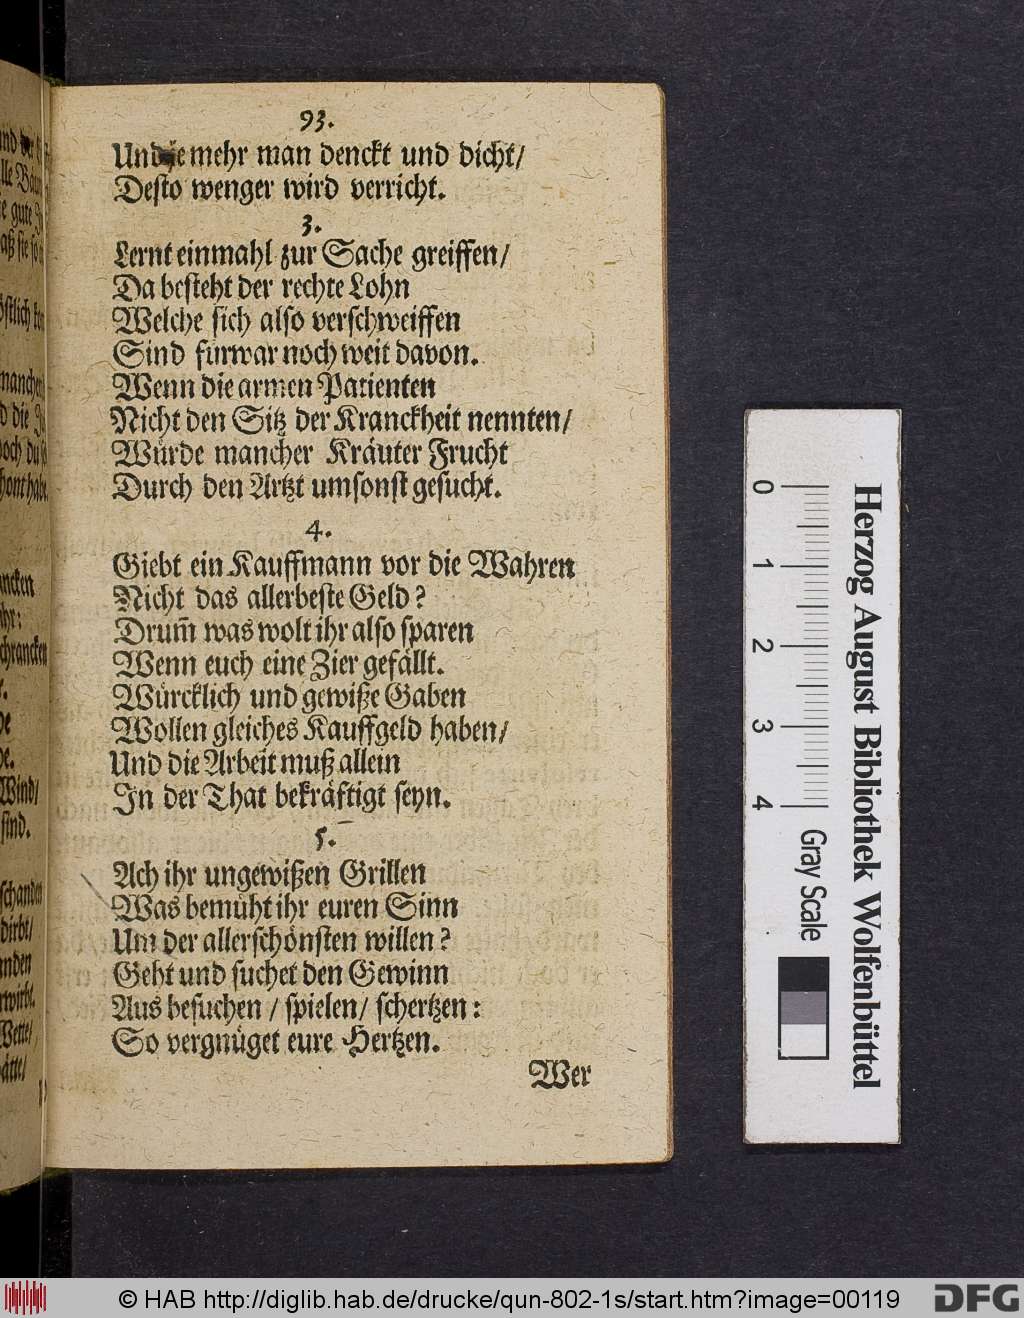 93.
Und je mehr man denckt und dicht/
Desto wenger wird verricht.
3.
Lernt einmahl zur Sache greiffen/
Da besteht der rechte Lohn
Welche sich also verschweiffen
Sind fürwar noch weit davon.
Wenn die armen Patienten
Nicht den Sitz der Kranckheit nennten/
Würde mancher Kräuter Frucht
Durch den Artzt umsonst gesucht.
4.
Giebt ein Kauffmann vor die Wahren
Nicht das allerbeste Geld?
Drum̃ was wolt ihr also sparen
Wenn euch eine Zier gefällt.
Würcklich und gewiße Gaben
Wollen gleiches Kauffgeld haben/
Und die Arbeit muß allein
In der That bekräftigt seyn.
5.
Ach ihr ungewißen Grillen
Was bemüht ihr euren Sinn
Um der allerschönsten willen?
Geht und suchet den Gewinn
Aus besuchen / spielen/ schertzen:
So vergnüget eure Hertzen.
Wer
0 1 2 3 4 Gray Scale
Herzog August Bibliothek Wolfenbüttel
© HAB http://diglib.hab.de/drucke/qun-802-1s/start.htm?image=00119
DFG